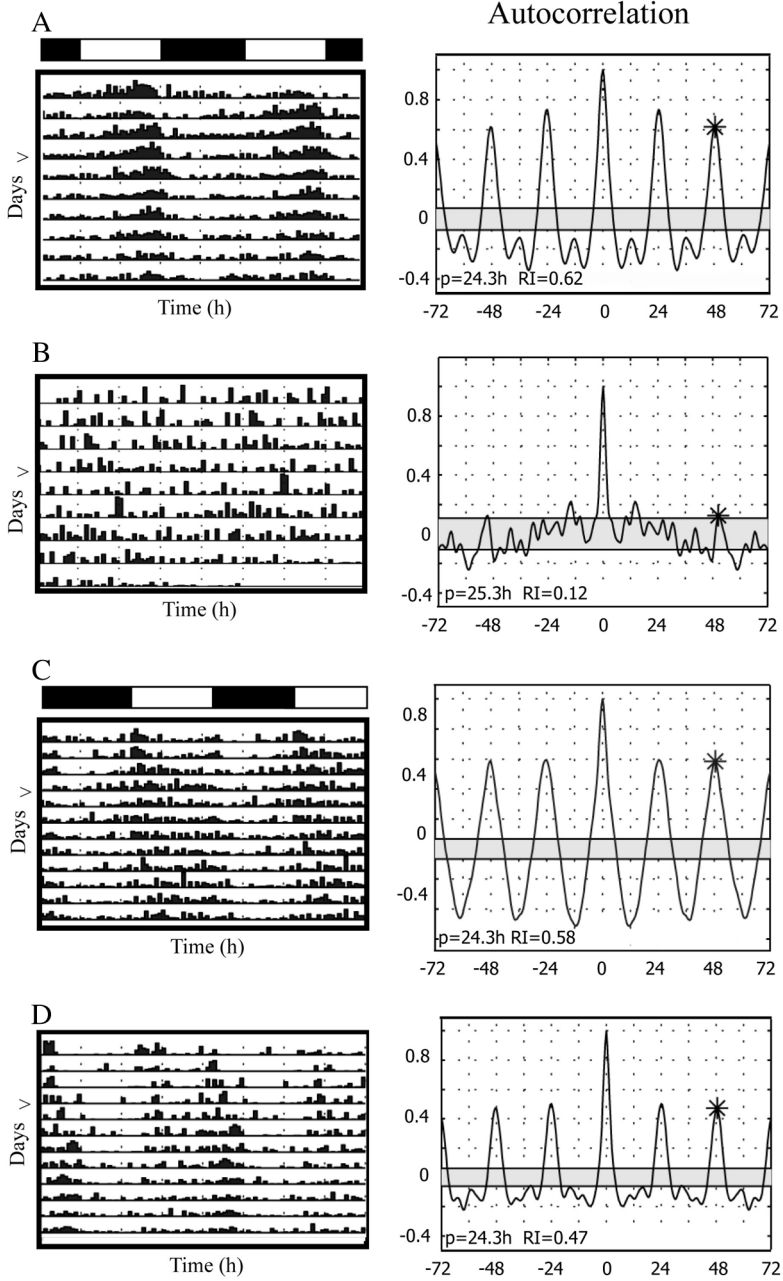 Autocorrelation
A
Days <
Time (h)
0.8
0.4
0
-0.4
p=24.3h RI=0.62
-72 -48 -24 0 24 48 72
B
Days <
Time (h)
0.8
0.4
0
-0.4
p=25.3h RI=0.12
-72 -48 -24 0 24 48 72
C
Days <
Time (h)
0.8
0.4
0
-0.4
p=24.3h RI=0.58
-72 -48 -24 0 24 48 72
D
Days <
Time (h)
0.8
0.4
0
-0.4
p=24.3h RI=0.47
-72 -48 -24 0 24 48 72